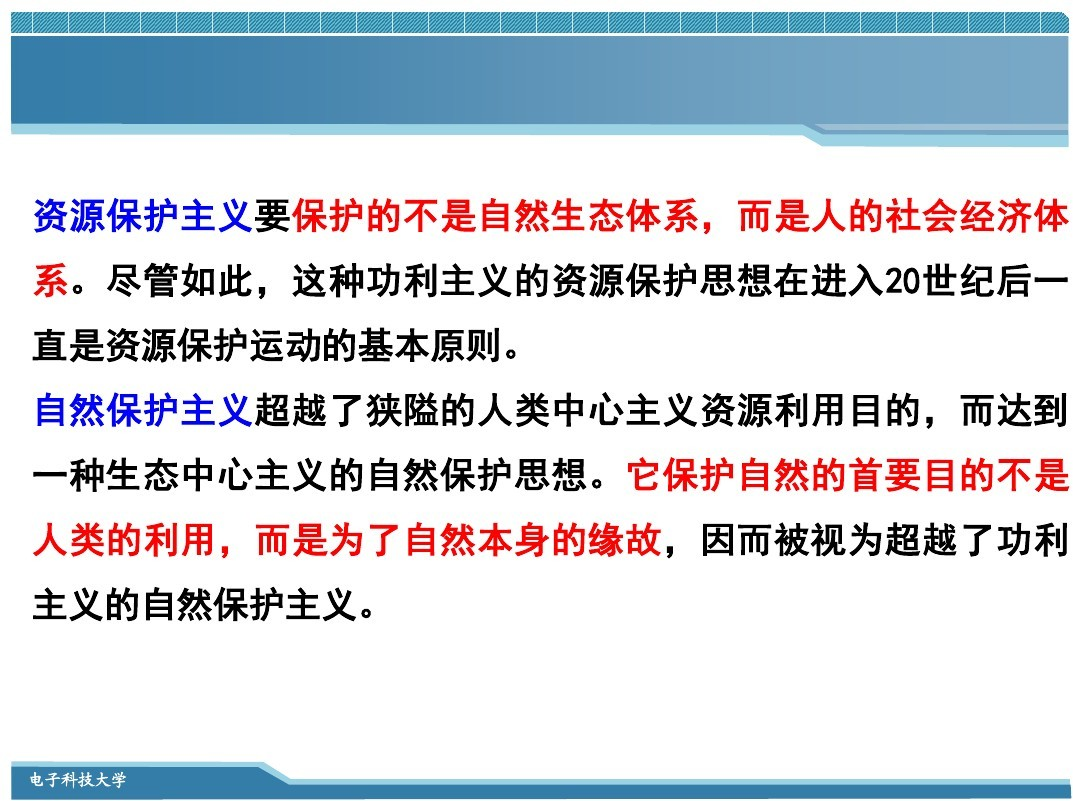 资源保护主义要保护的不是自然生态体系，而是人的社会经济体
系。尽管如此，这种功利主义的资源保护思想在进入20世纪后一
直是资源保护运动的基本原则。
自然保护主义超越了狭隘的人类中心主义资源利用目的，而达到
一种生态中心主义的自然保护思想。它保护自然的首要目的不是
人类的利用，而是为了自然本身的缘故，因而被视为超越了功利
主义的自然保护主义。
电子科技大学